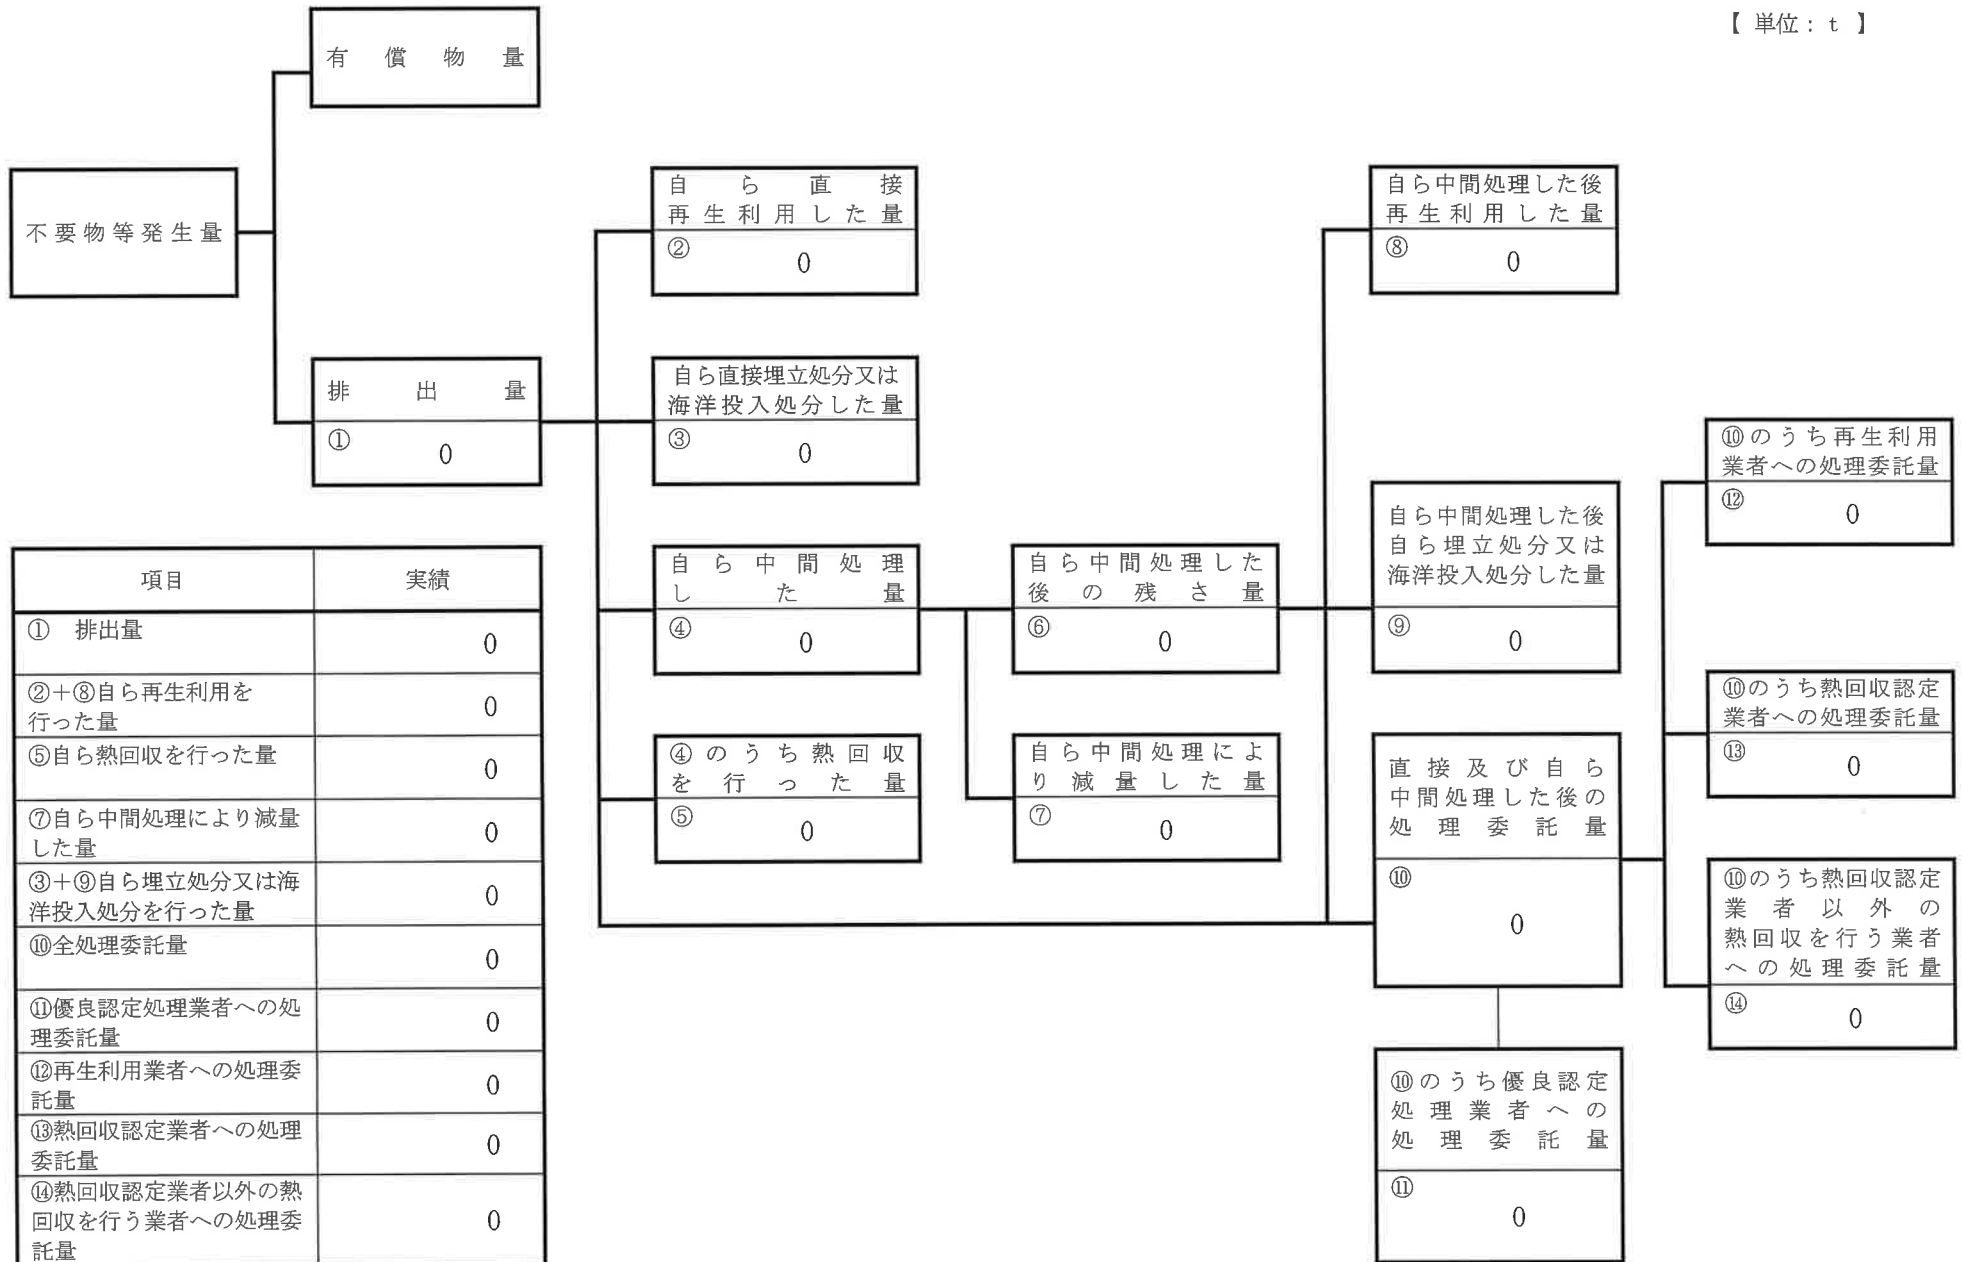 【 単位： t 】
有償物量
不要物等発生量
排出量
① 0
自ら直接
再生利用した量
② 0
自ら直接埋立処分又は
海洋投入処分した量
③ 0
自ら中間処理
した量
④ 0
④のうち熱回収
を行った量
⑤ 0
自ら中間処理した
後の残さ量
⑥ 0
自ら中間処理によ
り減量した量
⑦ 0
自ら中間処理した後
再生利用した量
⑧ 0
自ら中間処理した後
自ら埋立処分又は
海洋投入処分した量
⑨ 0
直接及び自ら
中間処理した後の
処理委託量
⑩
0
⑩のうち優良認定
処理業者への
処理委託量
⑪
0
⑩のうち再生利用
業者への処理委託量
⑫ 0
⑩のうち熱回収認定
業者への処理委託量
⑬ 0
⑩のうち熱回収認定
業者以外の
熱回収を行う業者
への処理委託量
⑭ 0
項目 実績
① 排出量 0
②＋⑧自ら再生利用を
行った量 0
⑤自ら熱回収を行った量 0
⑦自ら中間処理により減量
した量 0
③＋⑨自ら埋立処分又は海
洋投入処分を行った量 0
⑩全処理委託量 0
⑪優良認定処理業者への処
理委託量 0
⑫再生利用業者への処理委
託量 0
⑬熱回収認定業者への処理
委託量 0
⑭熱回収認定業者以外の熱
回収を行う業者への処理委 0
託量